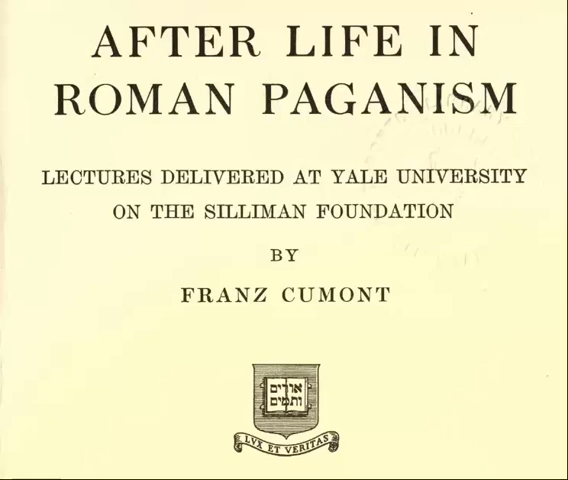 AFTER LIFE IN
ROMAN PAGANISM
LECTURES DELIVERED AT YALE UNIVERSITY
ON THE SILLIMAN FOUNDATION
BY
FRANZ CUMONT
אורים
ותמים
LVX ET VERITAS